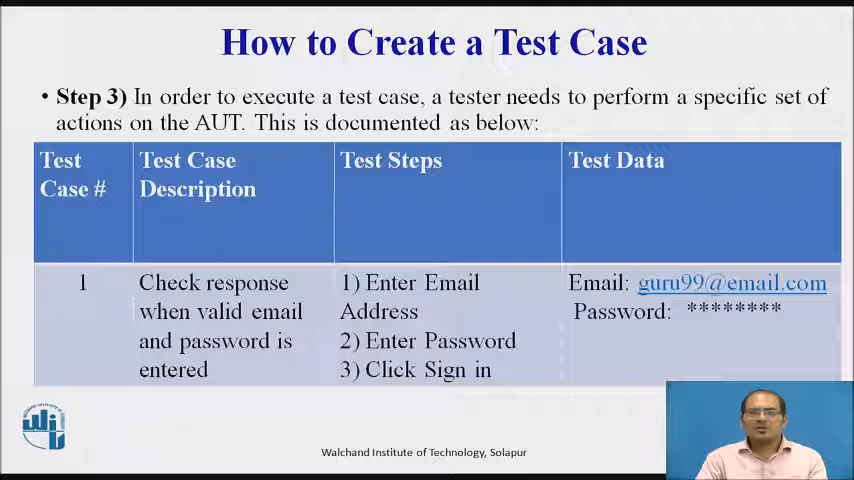 How to Create a Test Case
• Step 3) In order to execute a test case, a tester needs to perform a specific set of
actions on the AUT. This is documented as below:
Test
Case #
Test Case
Description
Test Steps
Test Data
1
Check response
when valid email
and password is
entered
1) Enter Email
Address
2) Enter Password
3) Click Sign in
Email: guru99@email.com
Password: ********
Walchand Institute of Technology, Solapur